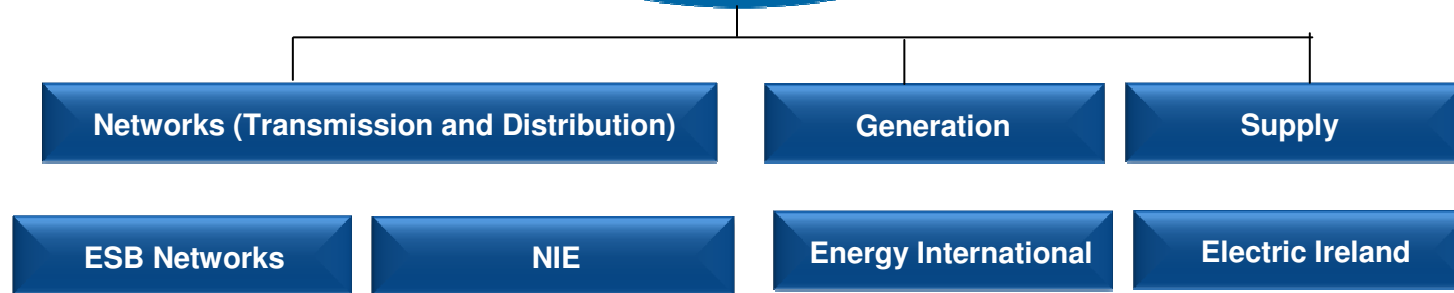 Networks (Transmission and Distribution)
Generation
Supply
ESB Networks
NIE
Energy International
Electric Ireland